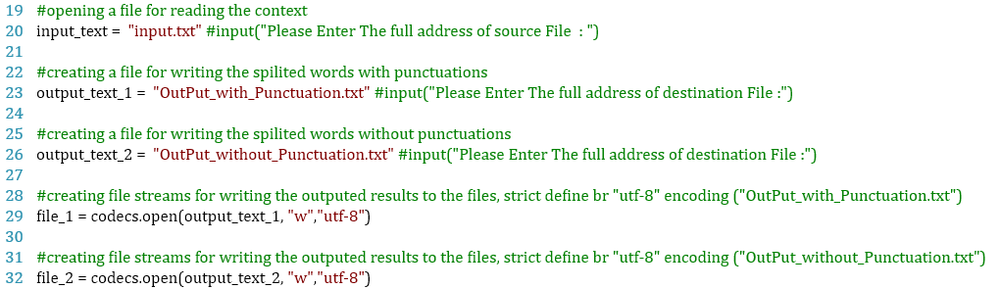 19 #opening a file for reading the context
20 input_text =  "input.txt" #input("Please Enter The full address of source File  : ")
21
22 #creating a file for writing the spilited words with punctuations
23 output_text_1 =  "OutPut_with_Punctuation.txt" #input("Please Enter The full address of destination File :")
24
25 #creating a file for writing the spilited words without punctuations
26 output_text_2 =  "OutPut_without_Punctuation.txt" #input("Please Enter The full address of destination File :")
27
28 #creating file streams for writing the outputed results to the files, strict define br "utf-8" encoding ("OutPut_with_Punctuation.txt")
29 file_1 = codecs.open(output_text_1, "w","utf-8")
30
31 #creating file streams for writing the outputed results to the files, strict define br "utf-8" encoding ("OutPut_without_Punctuation.txt")
32 file_2 = codecs.open(output_text_2, "w","utf-8")